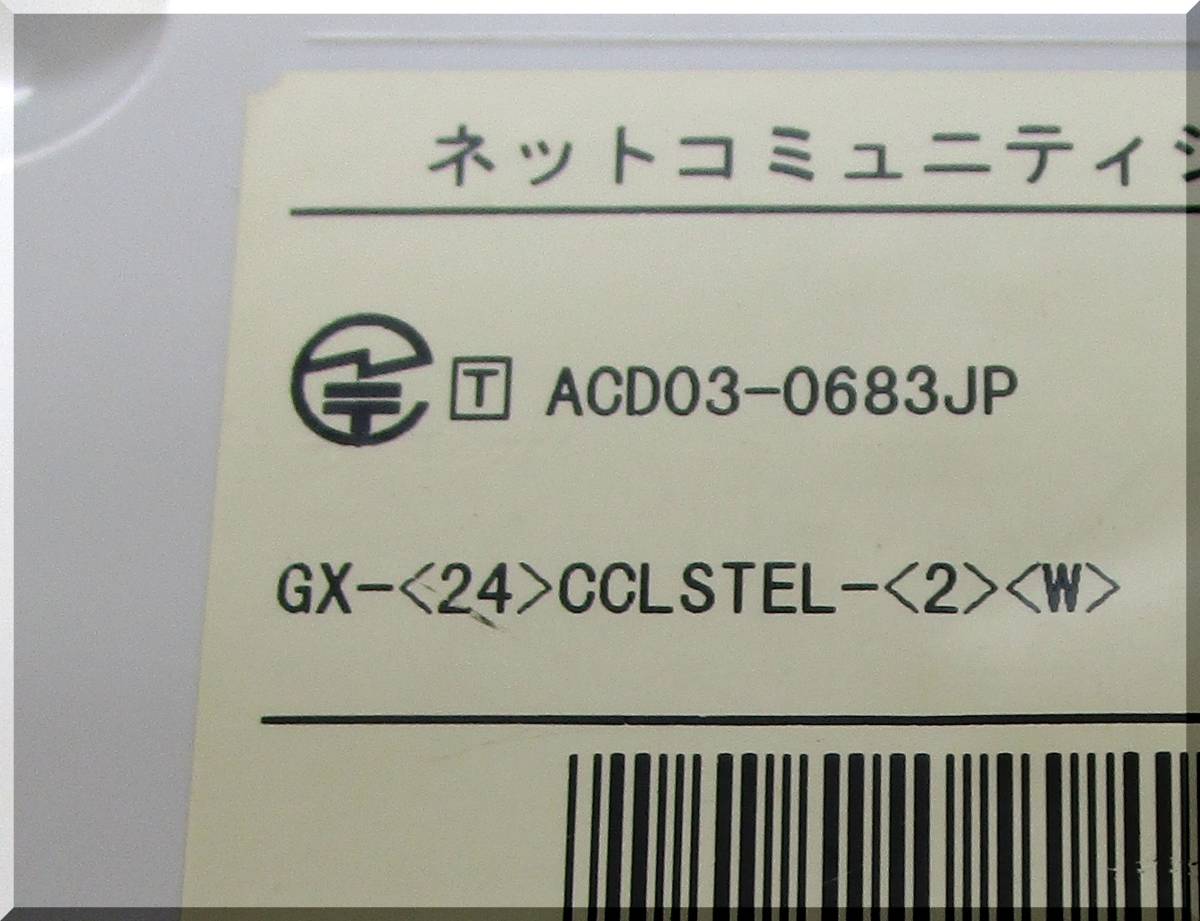 ネットコミュニティシ
T ACD03-0683JP
GX-<24>CCLSTEL-<2><W>